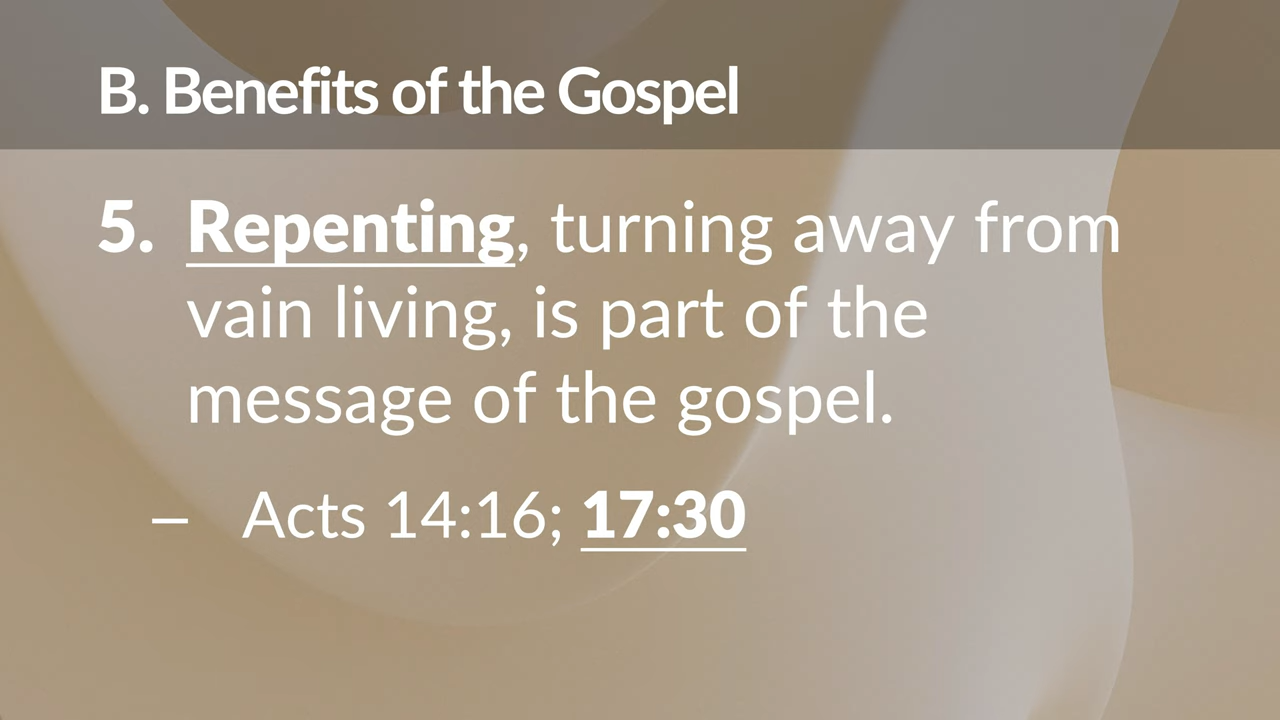 B. Benefits of the Gospel
5. Repenting, turning away from
vain living, is part of the
message of the gospel.
– Acts 14:16; 17:30